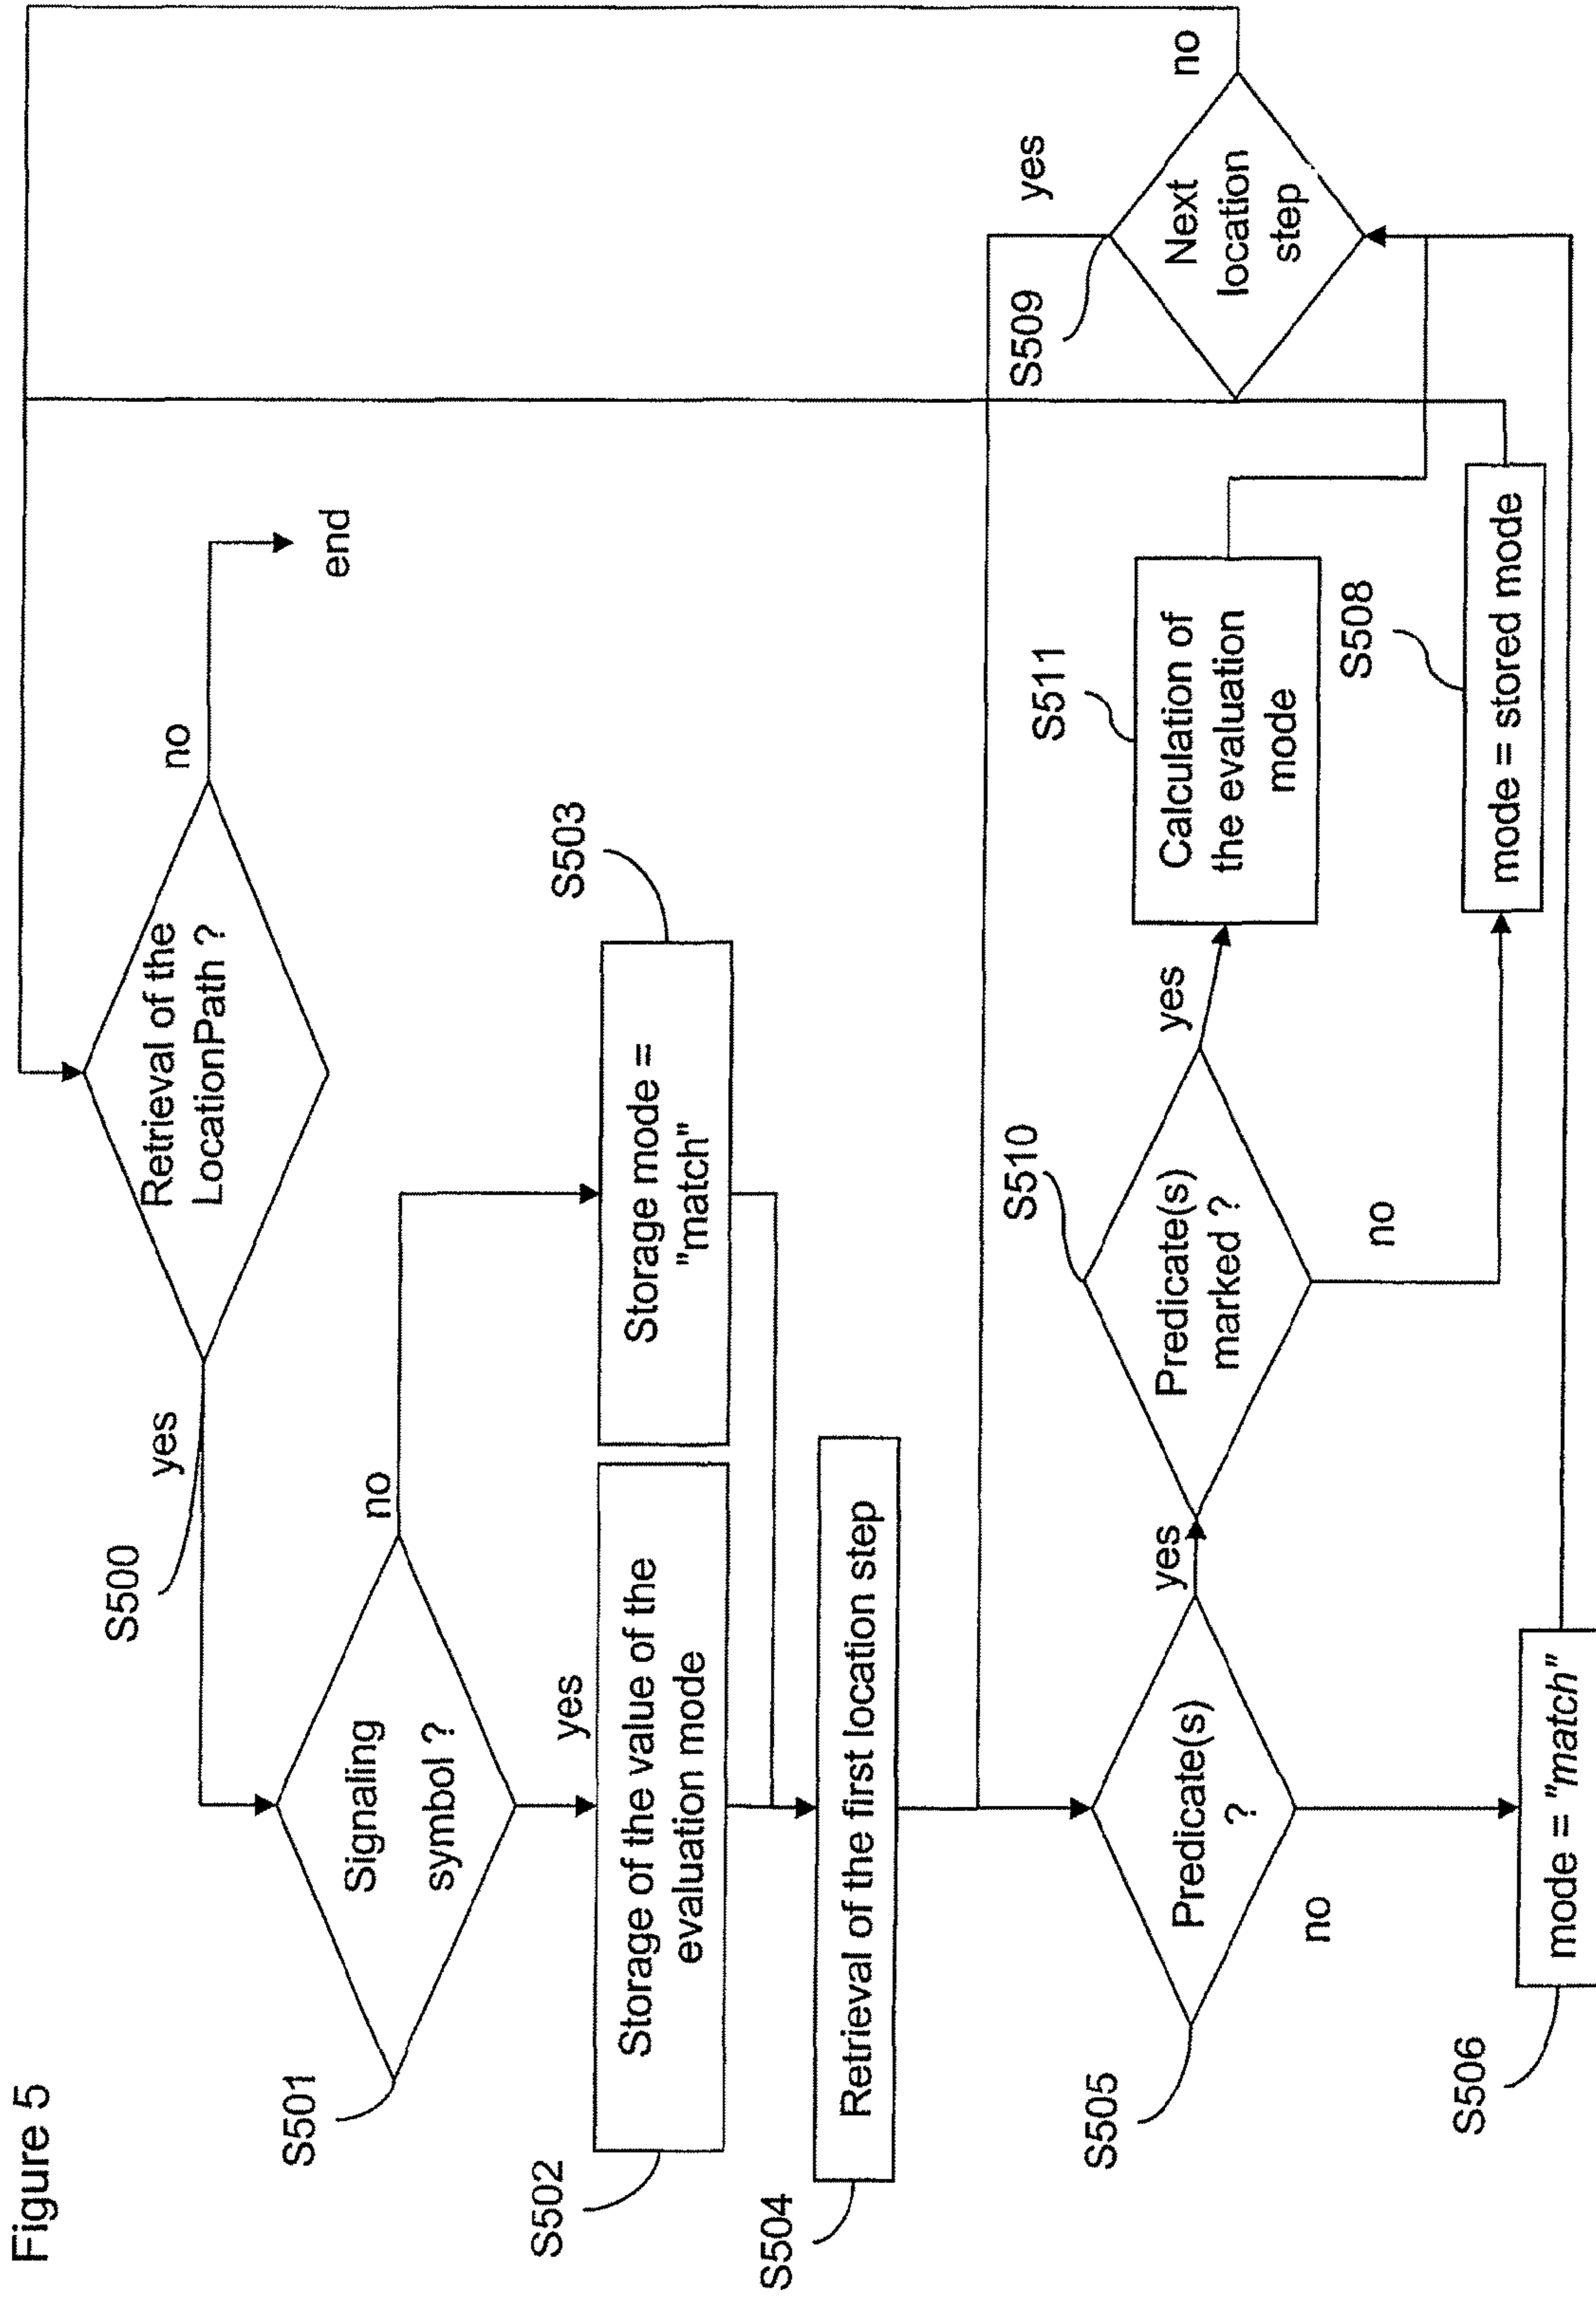 Figure 5
Retrieval of the
LocationPath ?
no
end
yes
S500
Signaling
symbol ?
S501
no
yes
Storage of the value of the
evaluation mode
S502
Storage mode =
"match"
S503
Retrieval of the first location step
S504
Predicate(s)
?
S505
yes
no
Predicate(s)
marked ?
S510
yes
no
Calculation of
the evaluation
mode
S511
mode = stored mode
S508
mode = "match"
S506
Next
location
step
S509
yes
no